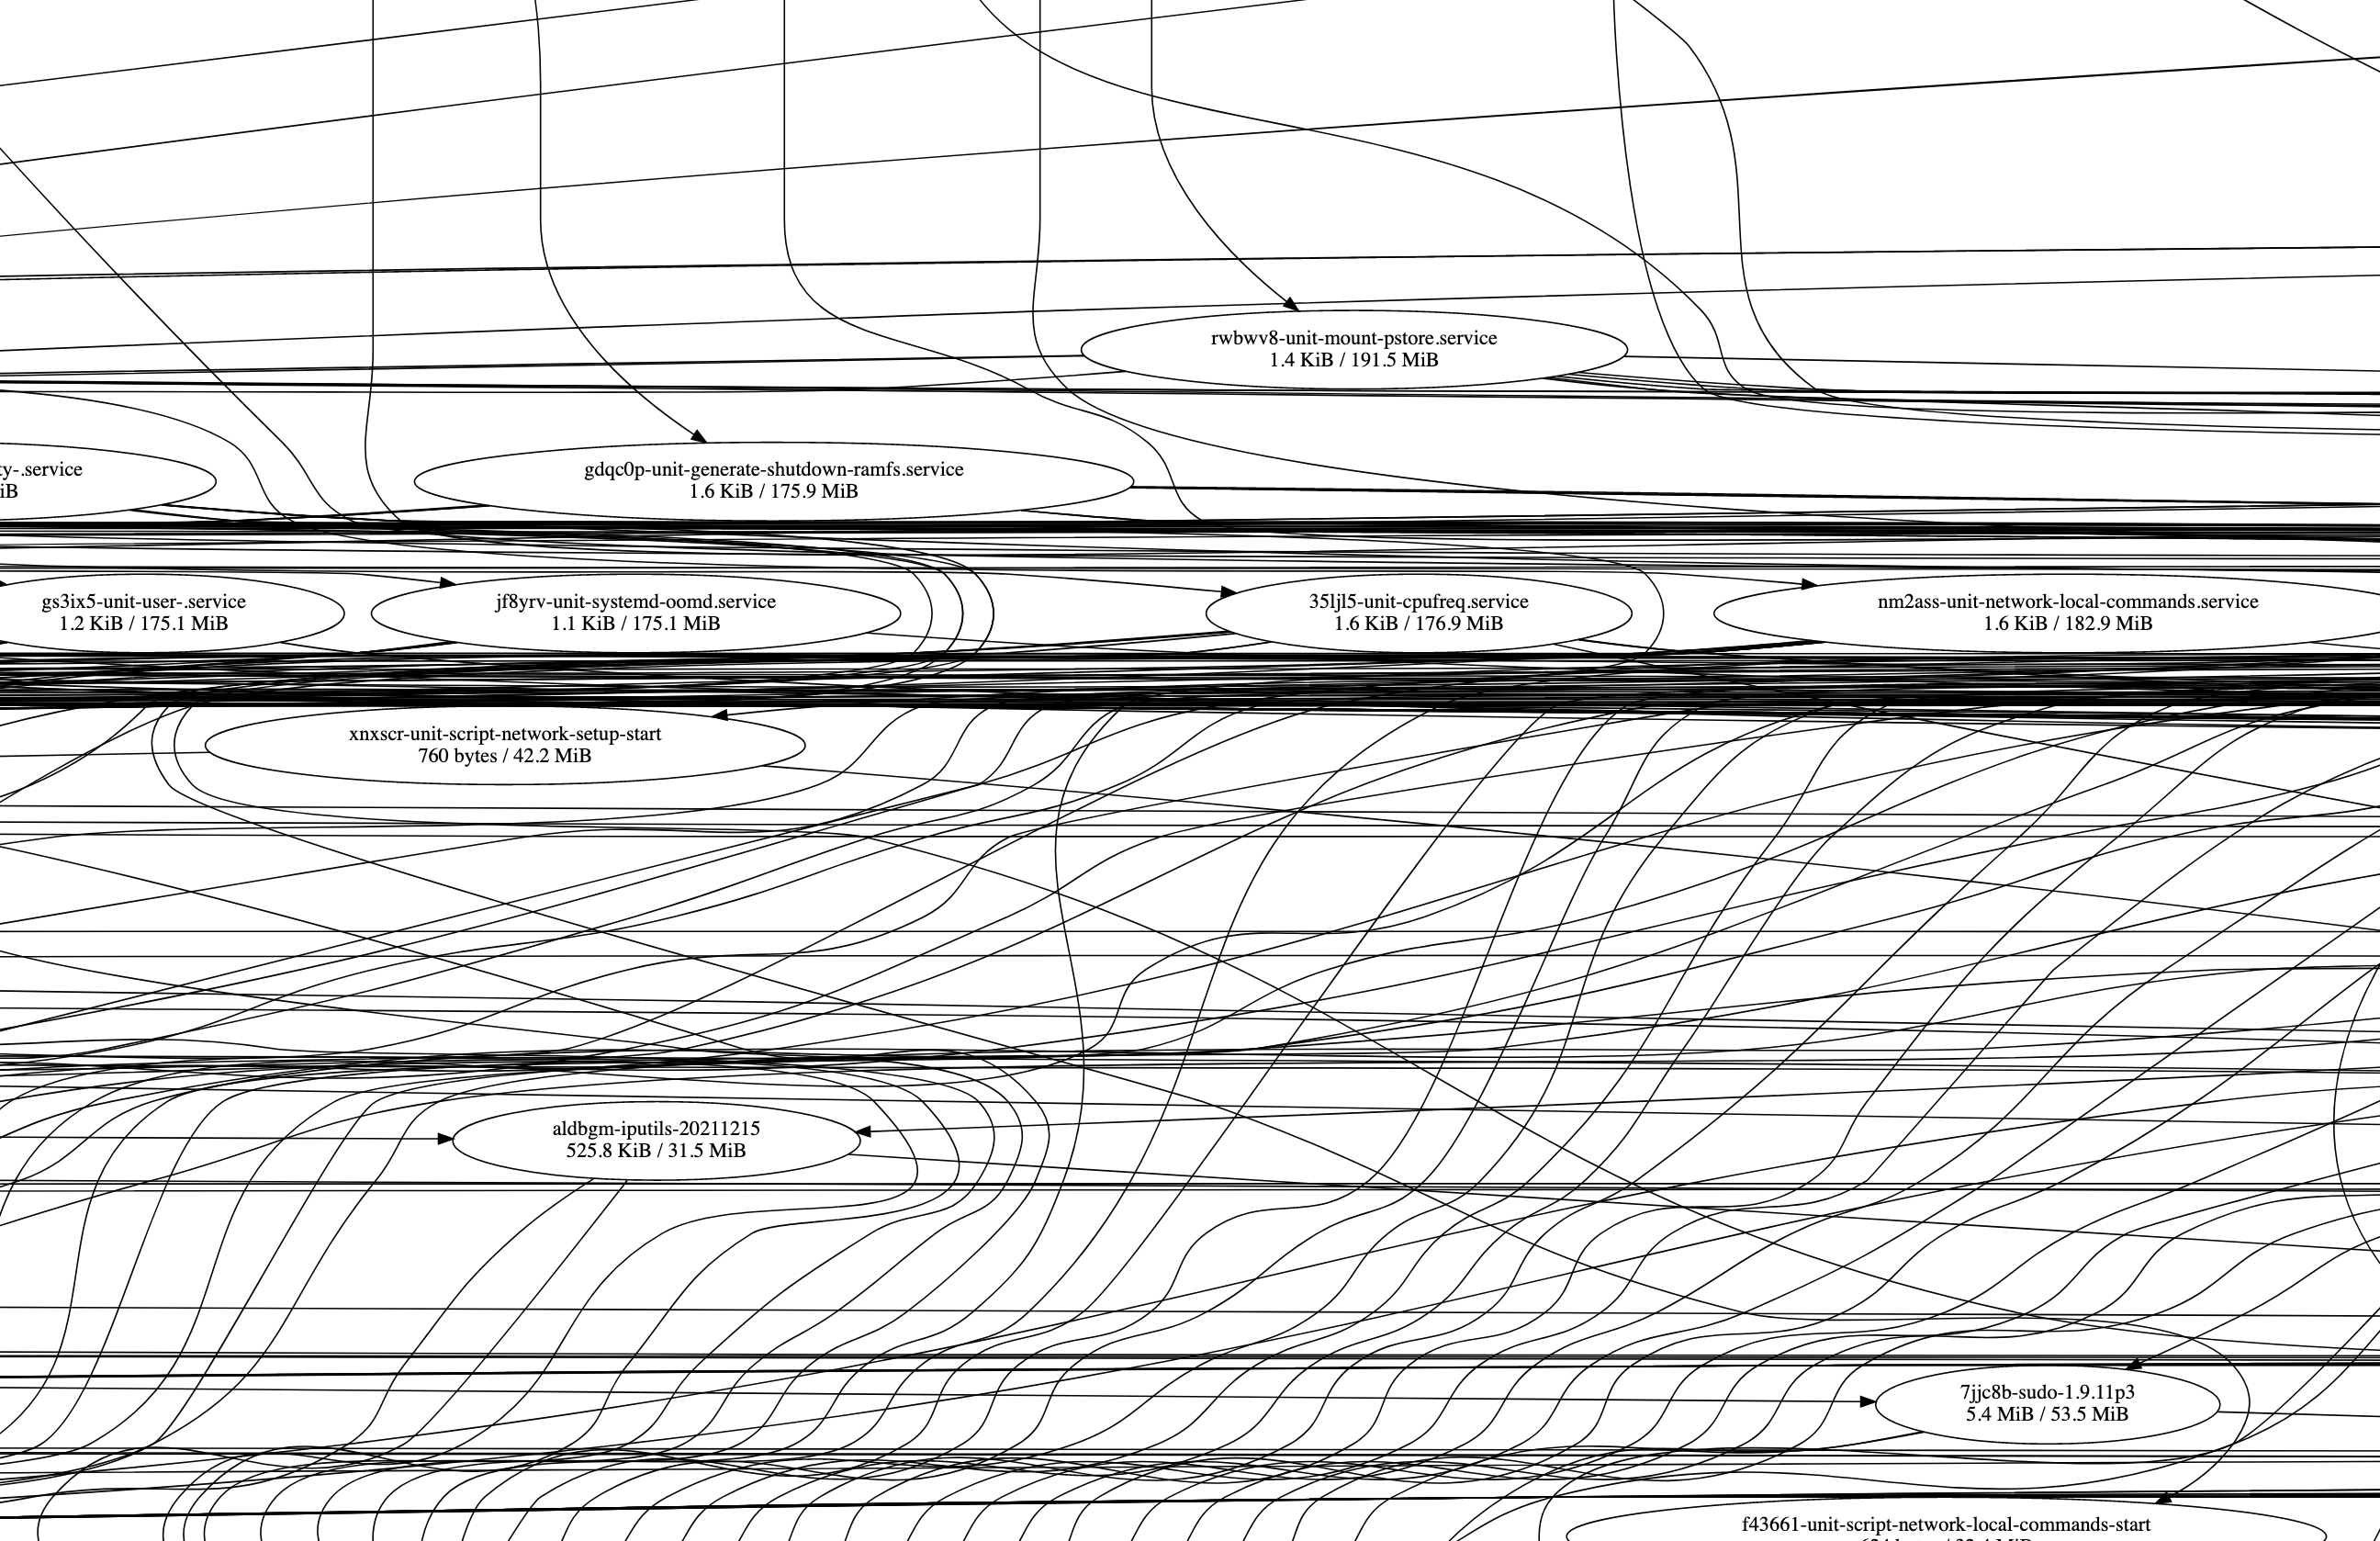 rwbwv8-unit-mount-pstore.service
1.4 KiB / 191.5 MiB
ty-.service
iB
gdqc0p-unit-generate-shutdown-ramfs.service
1.6 KiB / 175.9 MiB
gs3ix5-unit-user-.service
1.2 KiB / 175.1 MiB
jf8yrv-unit-systemd-oomd.service
1.1 KiB / 175.1 MiB
35ljl5-unit-cpufreq.service
1.6 KiB / 176.9 MiB
nm2ass-unit-network-local-commands.service
1.6 KiB / 182.9 MiB
xnxscr-unit-script-network-setup-start
760 bytes / 42.2 MiB
aldbgm-iputils-20211215
525.8 KiB / 31.5 MiB
7jjc8b-sudo-1.9.11p3
5.4 MiB / 53.5 MiB
f43661-unit-script-network-local-commands-start